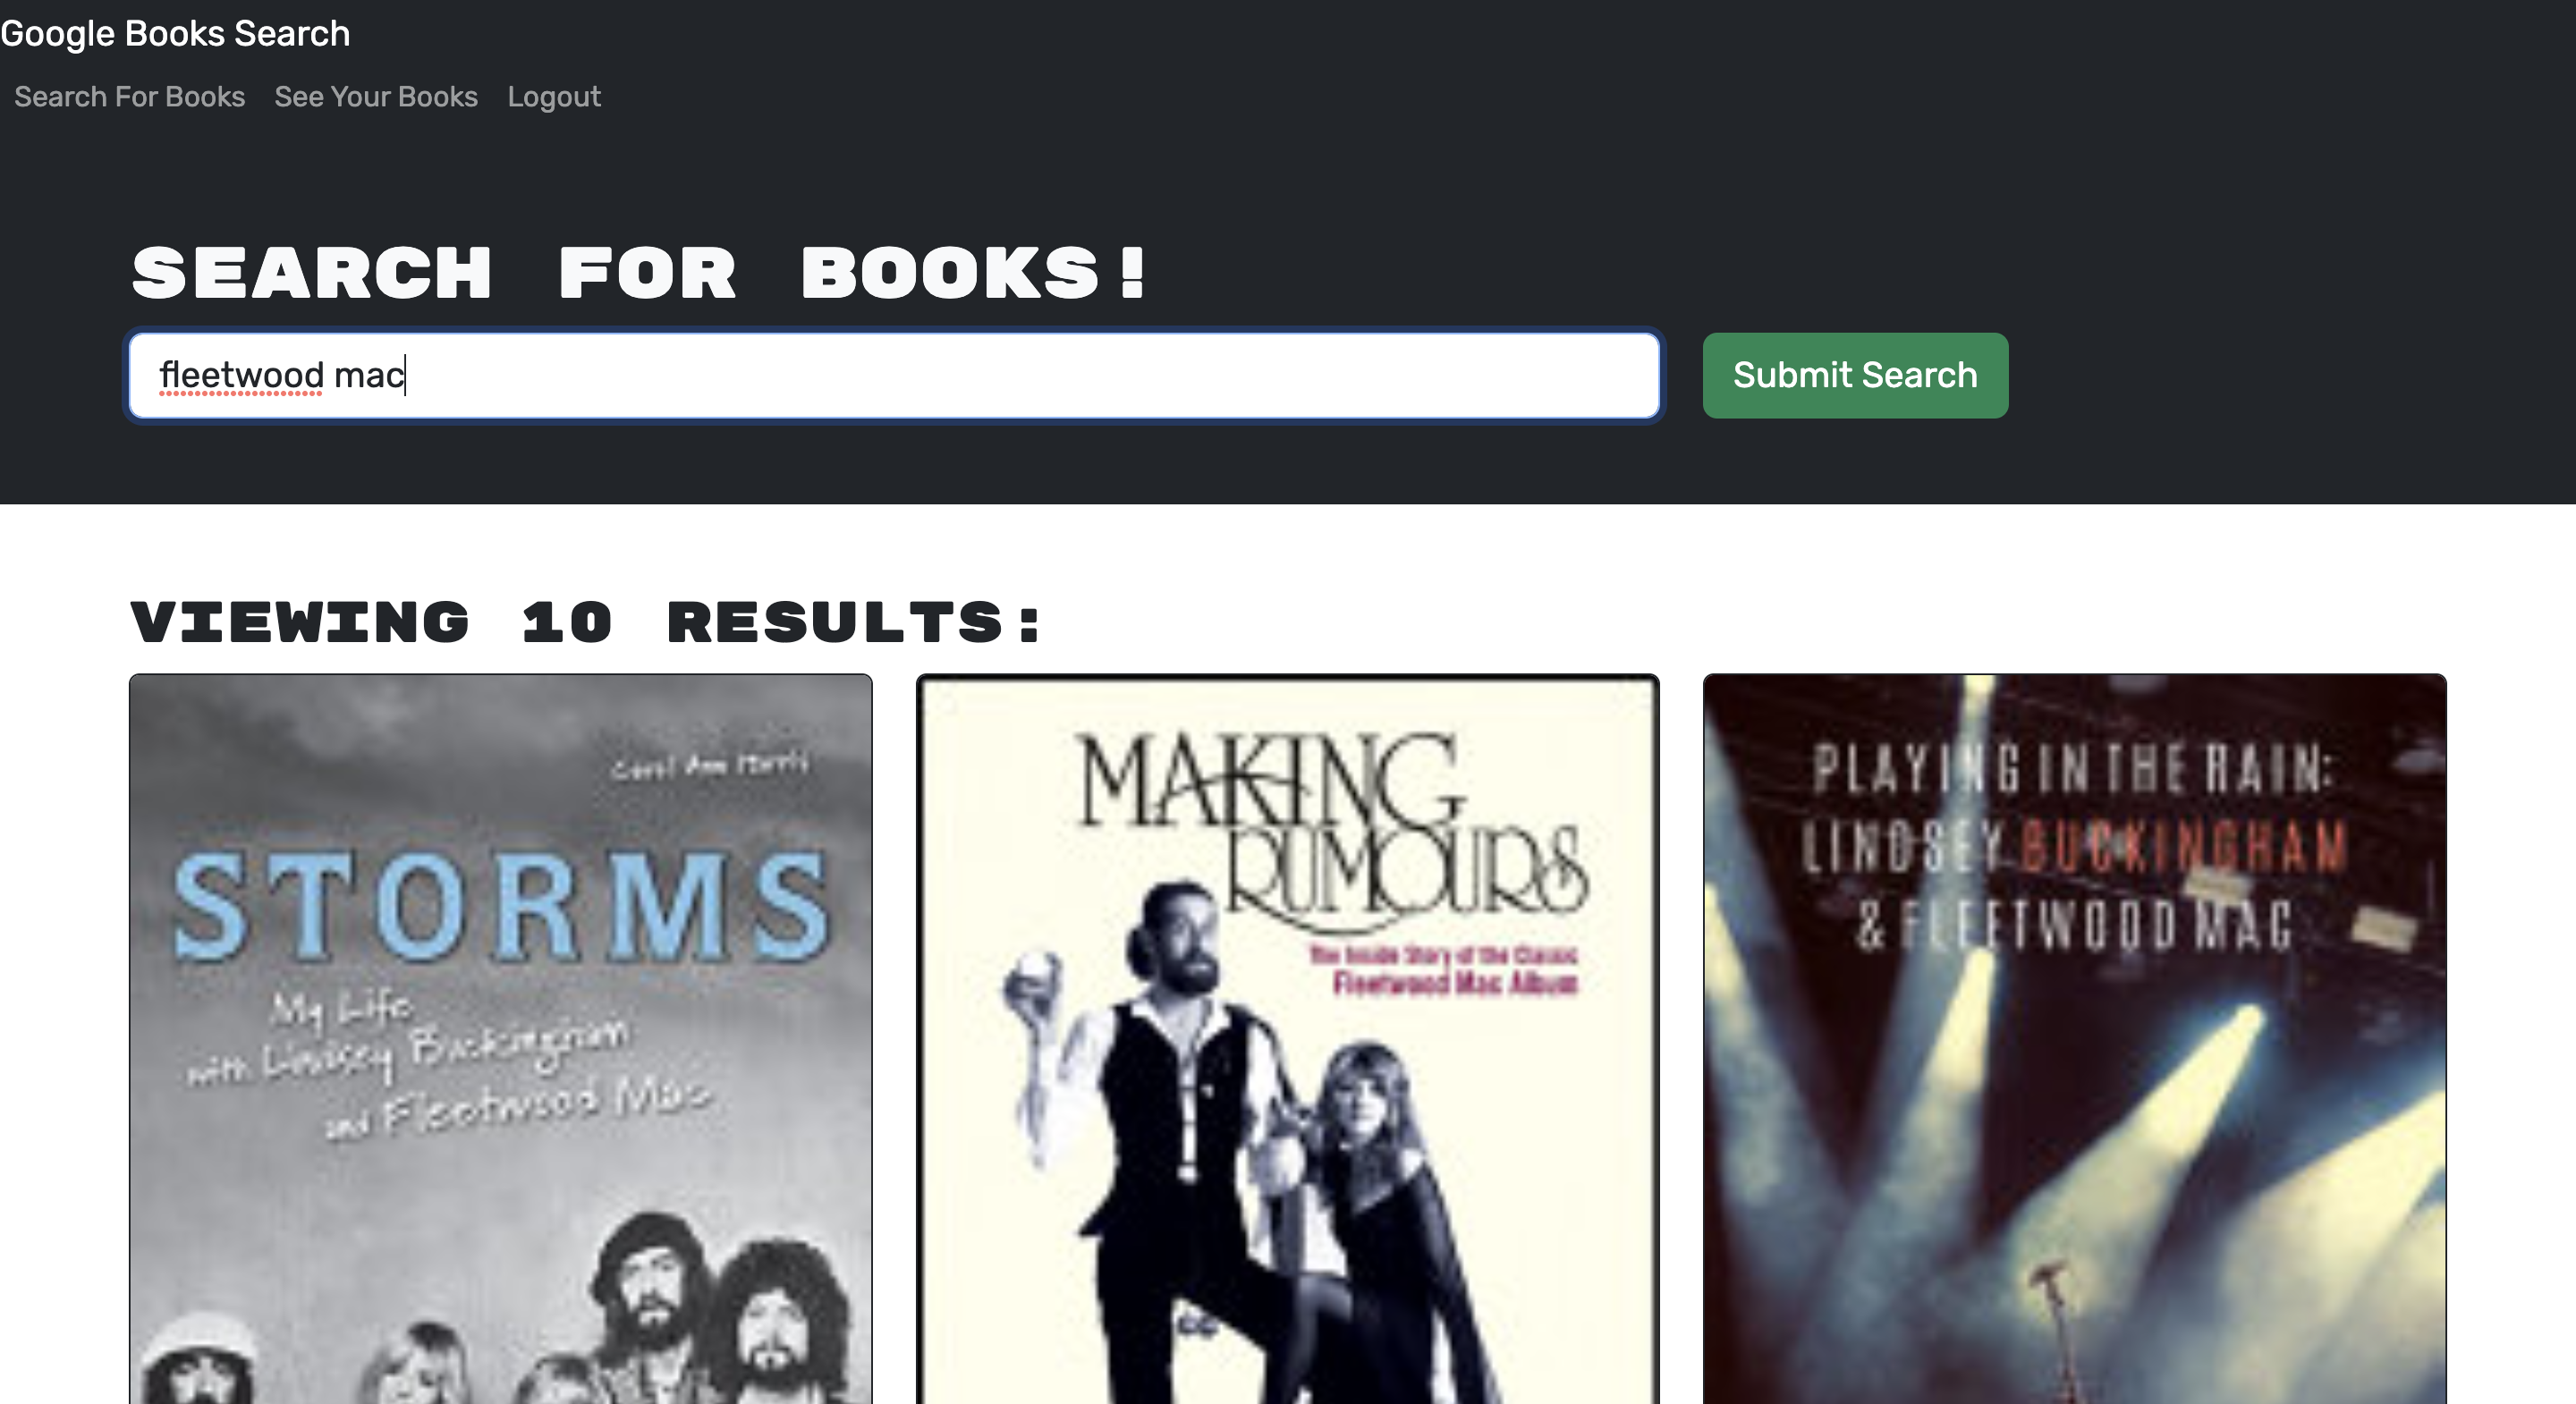 Google Books Search
Search For Books See Your Books Logout
SEARCH FOR BOOKS!
fleetwood mac
Submit Search
VIEWING 10 RESULTS:
Carol Ann Harris
STORMS
My Life
with Lindsey Buckingham
and Fleetwood Mac
MAKING
RUMOURS
The Inside Story of the Classic
Fleetwood Mac Album
PLAYING IN THE RAIN:
LINDSEY BUCKINGHAM
& FLEETWOOD MAC